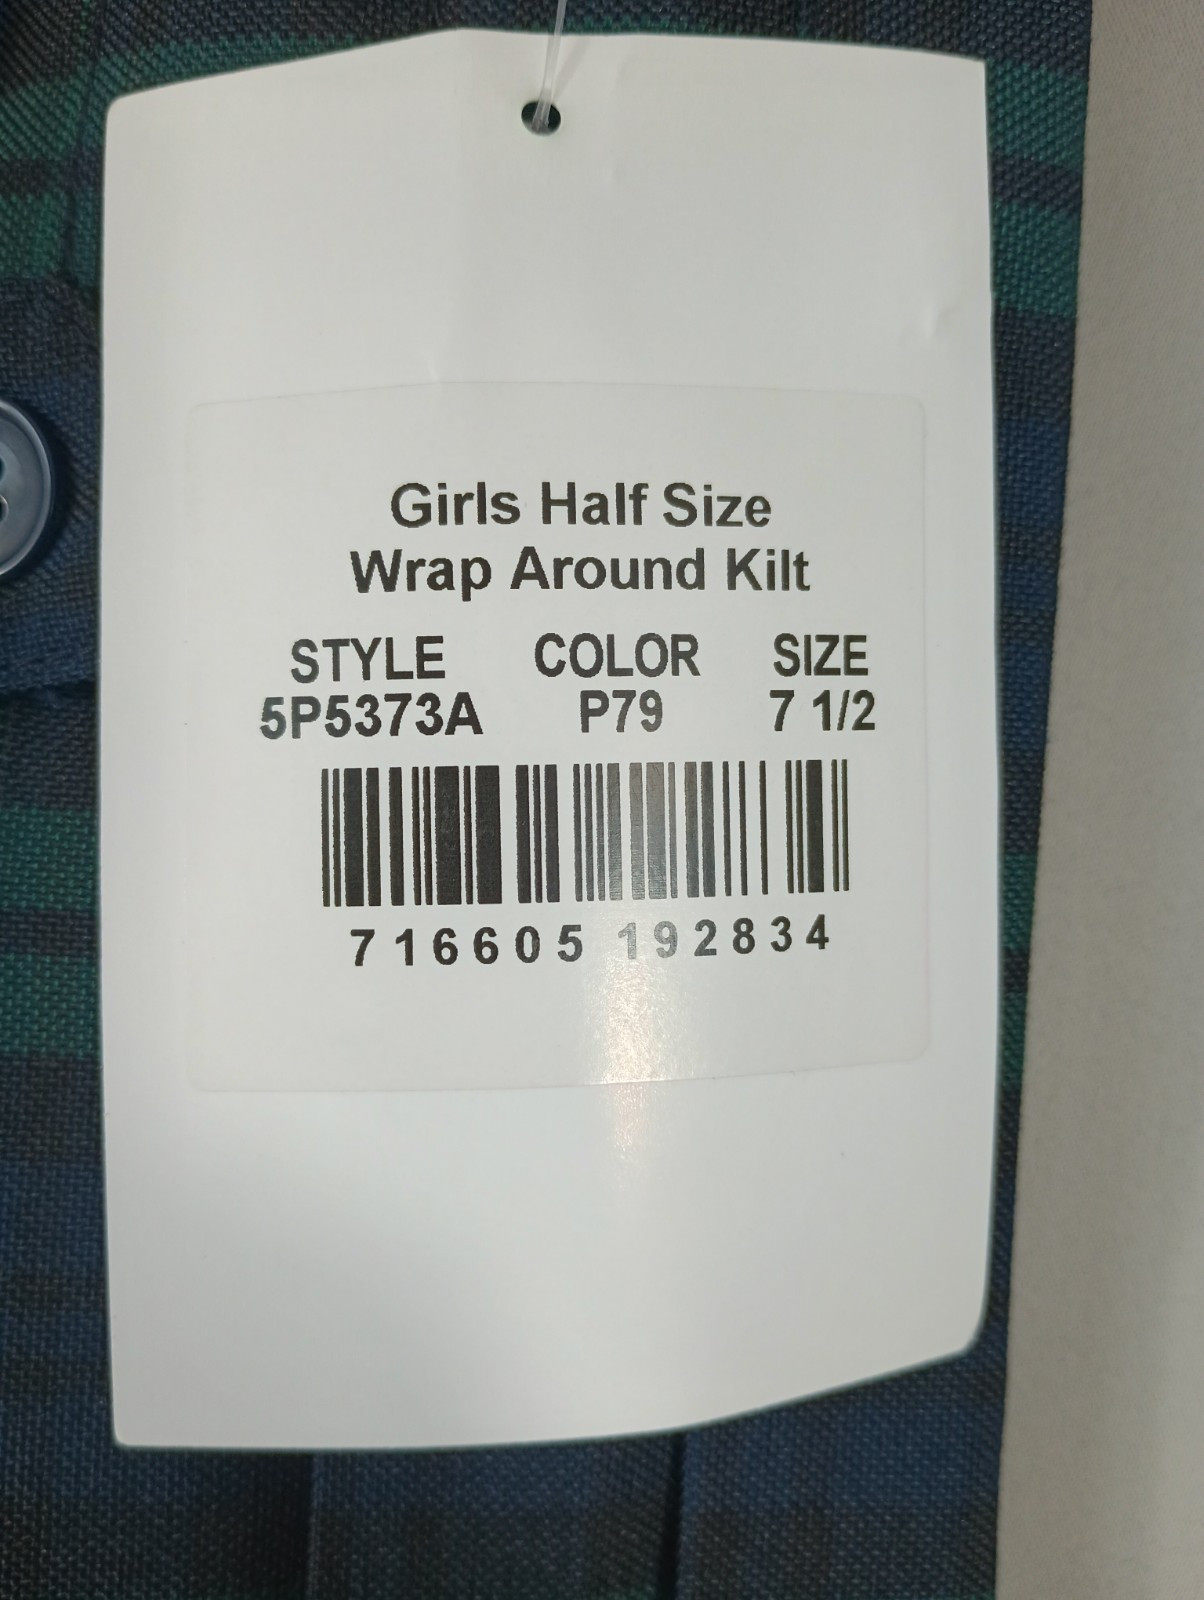 Girls Half Size
Wrap Around Kilt
STYLE COLOR SIZE
5P5373A P79 7 1/2
716605 192834